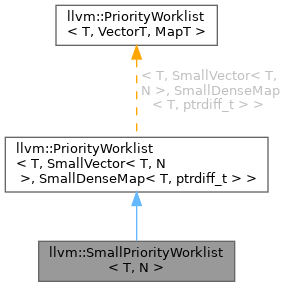 llvm::PriorityWorklist
< T, VectorT, MapT >
< T, SmallVector< T,
N >, SmallDenseMap
< T, ptrdiff_t > >
llvm::PriorityWorklist
< T, SmallVector< T, N
>, SmallDenseMap< T, ptrdiff_t > >
llvm::SmallPriorityWorklist
< T, N >